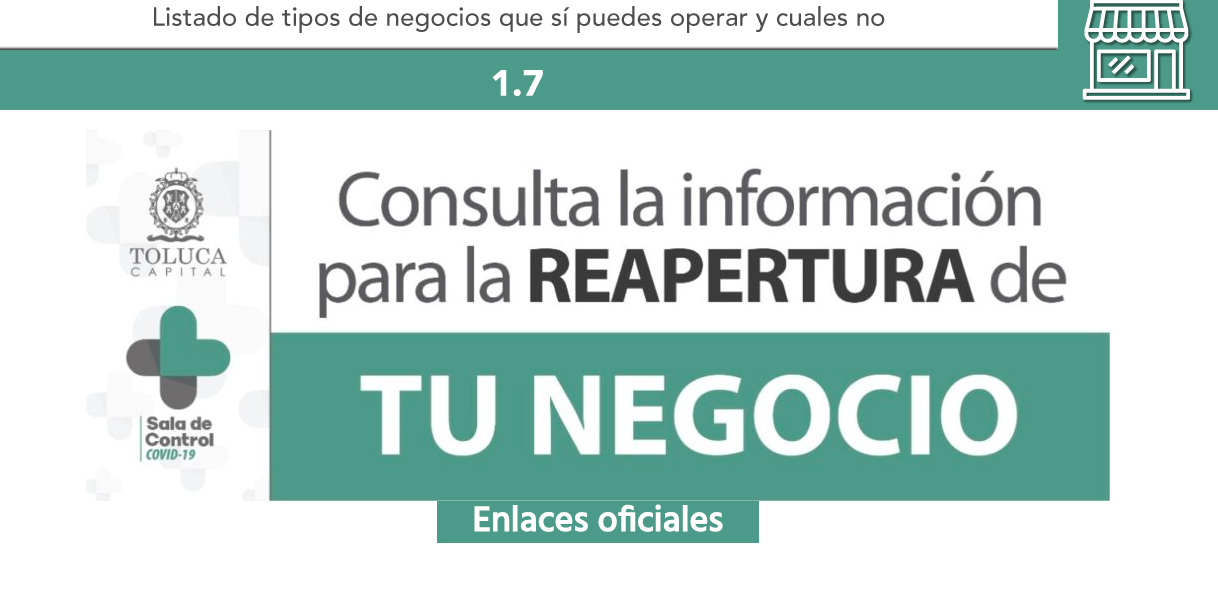 Listado de tipos de negocios que sí puedes operar y cuales no
1.7
TOLUCA
CAPITAL
Sala de
Control
COVID-19
Consulta la información
para la REAPERTURA de
TU NEGOCIO
Enlaces oficiales